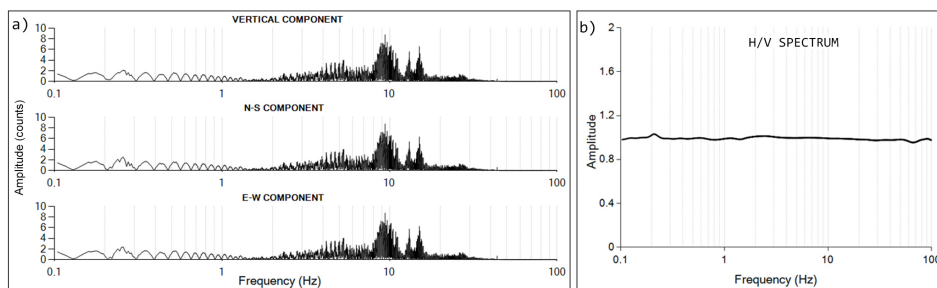 a)
VERTICAL COMPONENT
10
8
6
4
2
0
0.1 1 10 100
N-S COMPONENT
10
8
6
4
2
0
0.1 1 10 100
E-W COMPONENT
10
8
6
4
2
0
0.1 1 10 100
Amplitude (counts)
Frequency (Hz)
b)
H/V SPECTRUM
2
1.6
1.2
0.8
0.4
0
0.1 1 10 100
Amplitude
Frequency (Hz)